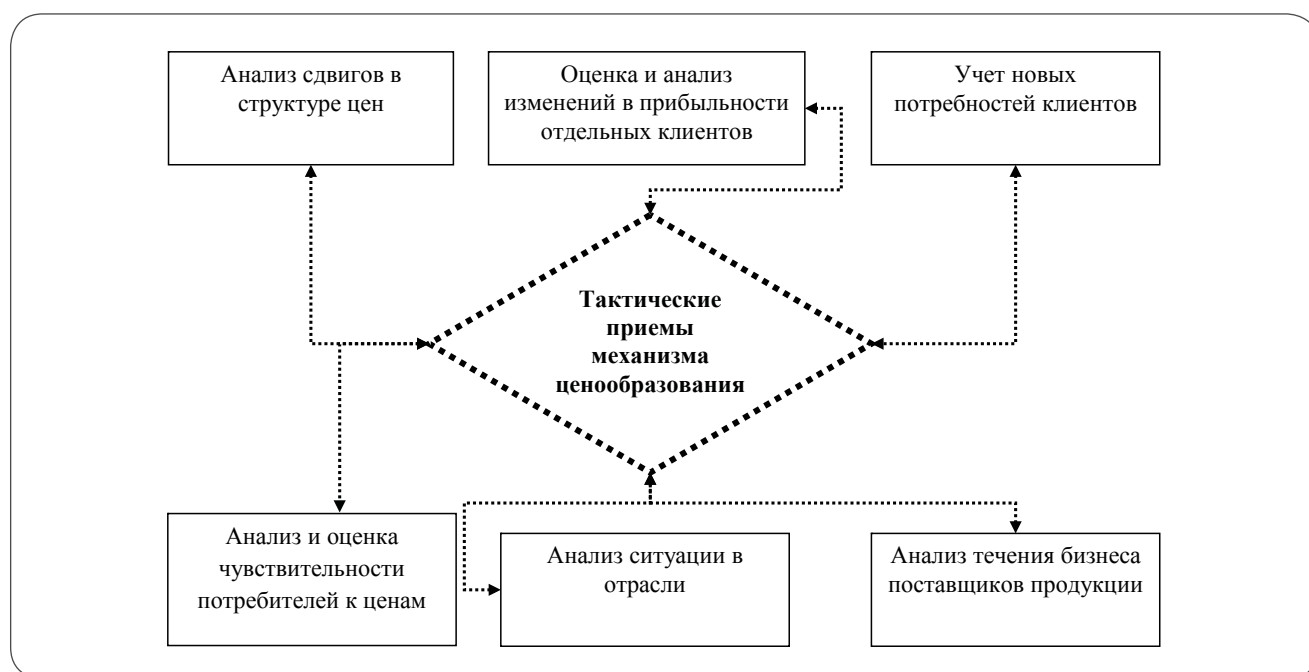 Анализ сдвигов в
структуре цен
Оценка и анализ
изменений в прибыльности
отдельных клиентов
Учет новых
потребностей клиентов
Тактические
приемы
механизма
ценообразования
Анализ и оценка
чувствительности
потребителей к ценам
Анализ ситуации в
отрасли
Анализ течения бизнеса
поставщиков продукции